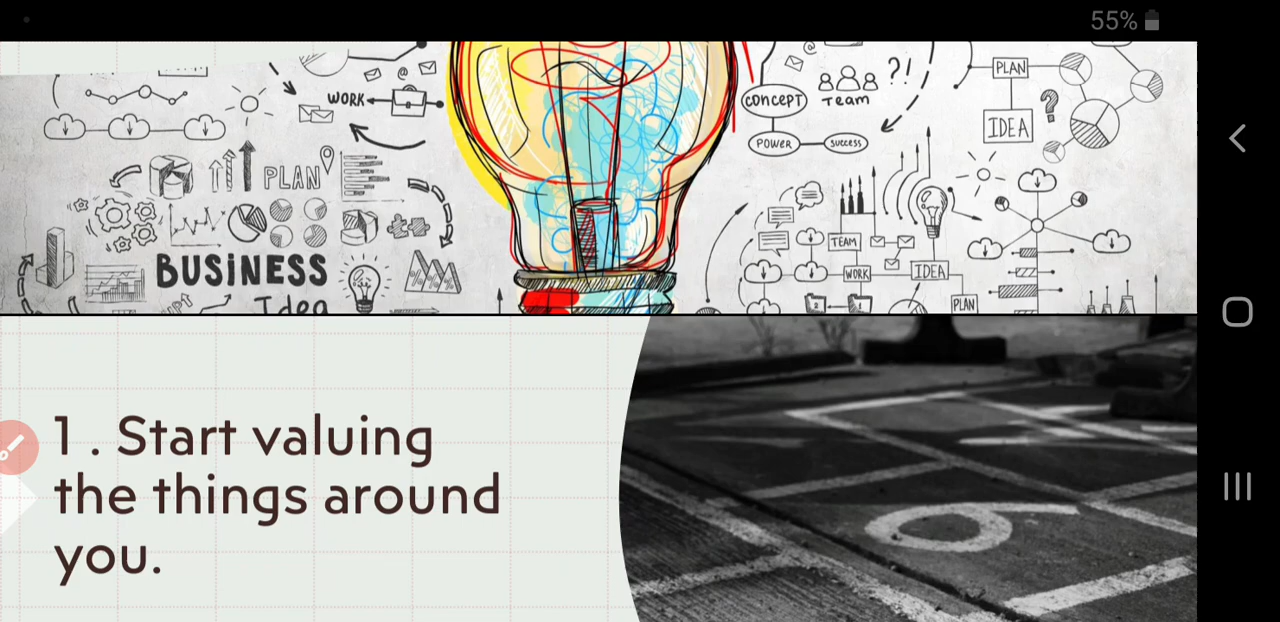 55%
WORK
@
@
concept
Team
?!
PLAN
?
IDEA
POWER
success
PLAN
BUSINESS
Idea
TEAM
WORK
IDEA
PLAN
1 . Start valuing
the things around
you.
6